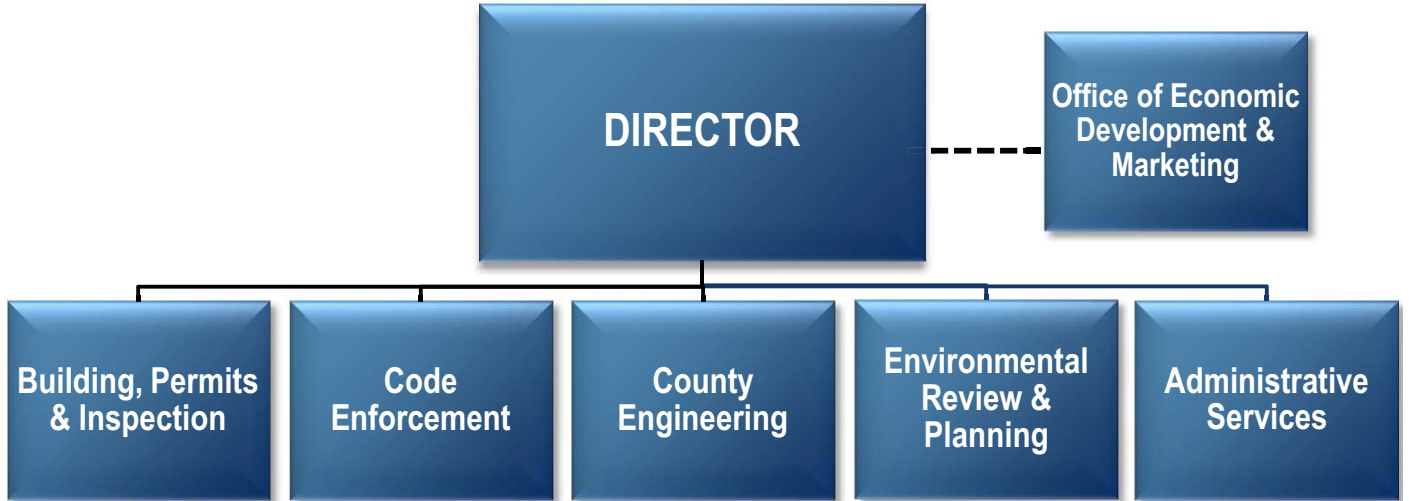 DIRECTOR
Office of Economic
Development &
Marketing
Building, Permits
& Inspection
Code
Enforcement
County
Engineering
Environmental
Review &
Planning
Administrative
Services